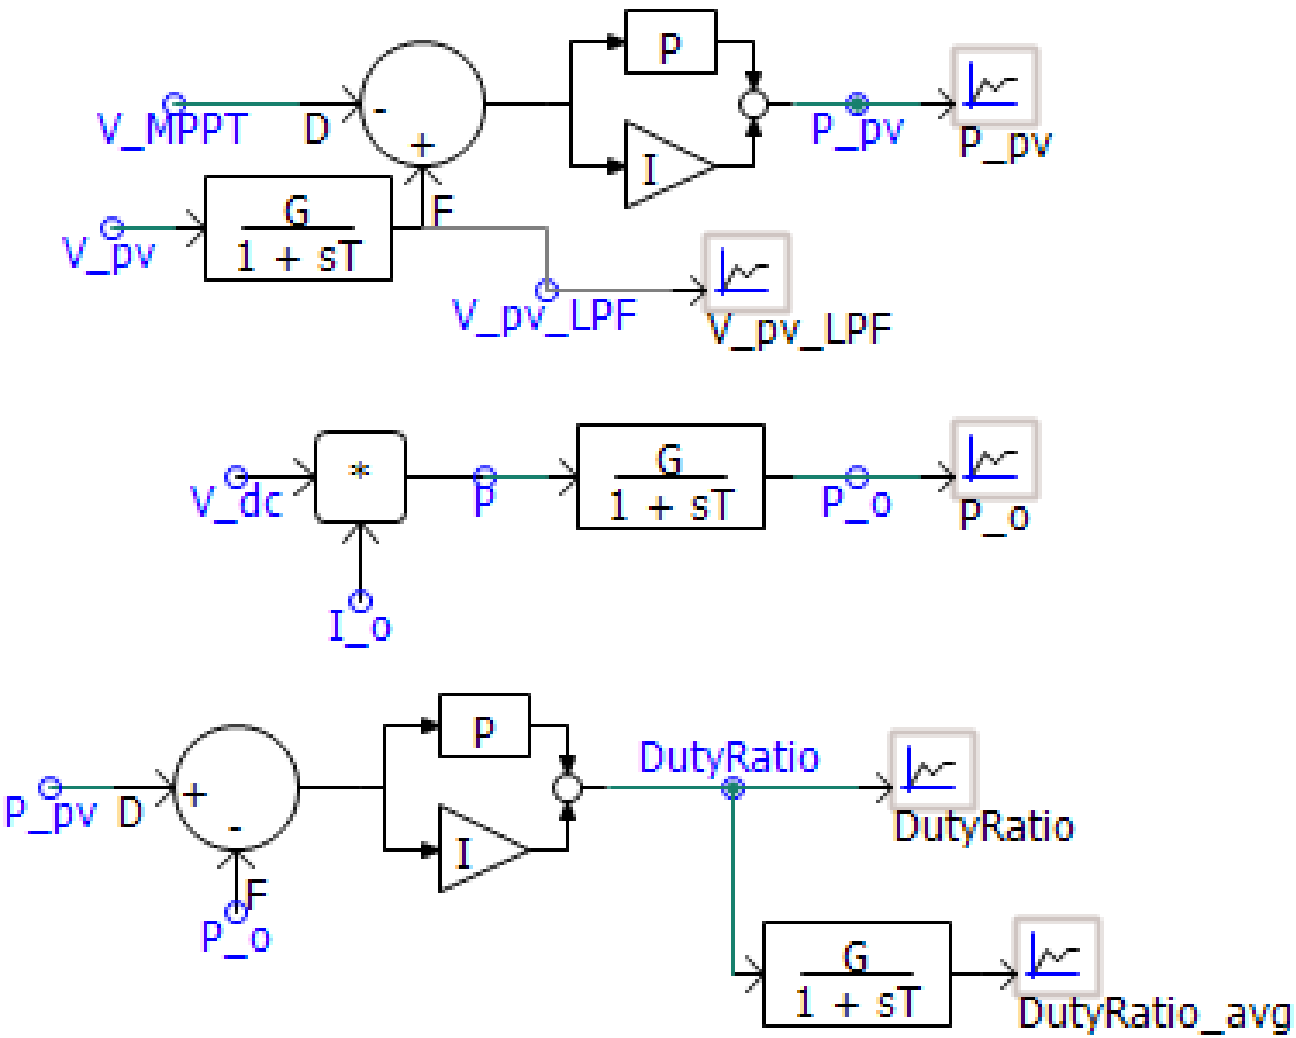 P
V_MPPT
D
-
+
P_pv
P_pv
I
G
1 + sT
F
V_pv
V_pv_LPF
V_pv_LPF
V_dc
*
P
G
1 + sT
P_o
P_o
I_o
P
DutyRatio
DutyRatio
P_pv
D
+
-
I
F
P_o
G
1 + sT
DutyRatio_avg